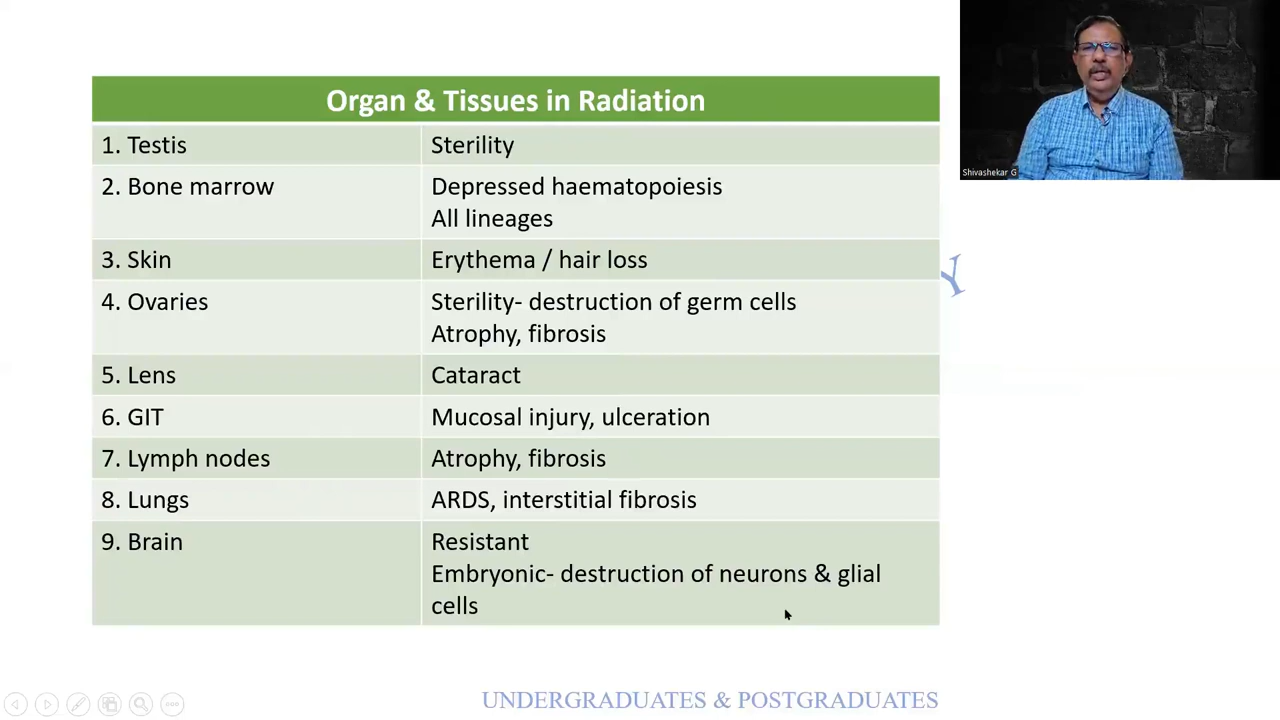 Organ & Tissues in Radiation
1. Testis Sterility
2. Bone marrow Depressed haematopoiesis
All lineages
3. Skin Erythema / hair loss
4. Ovaries Sterility- destruction of germ cells
Atrophy, fibrosis
5. Lens Cataract
6. GIT Mucosal injury, ulceration
7. Lymph nodes Atrophy, fibrosis
8. Lungs ARDS, interstitial fibrosis
9. Brain Resistant
Embryonic- destruction of neurons & glial
cells
Shivashekar G
Y
UNDERGRADUATES & POSTGRADUATES